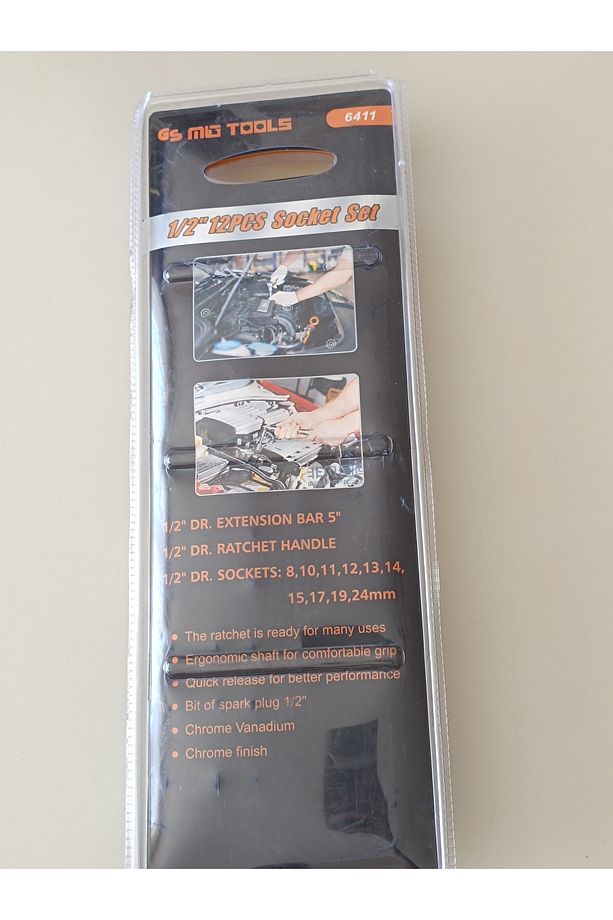 GS MG TOOLS
6411
1/2" 12PCS Socket Set
1/2" DR. EXTENSION BAR 5"
1/2" DR. RATCHET HANDLE
1/2" DR. SOCKETS: 8,10,11,12,13,14,
15,17,19,24mm
• The ratchet is ready for many uses
• Ergonomic shaft for comfortable grip
• Quick release for better performance
• Bit of spark plug 1/2"
• Chrome Vanadium
• Chrome finish